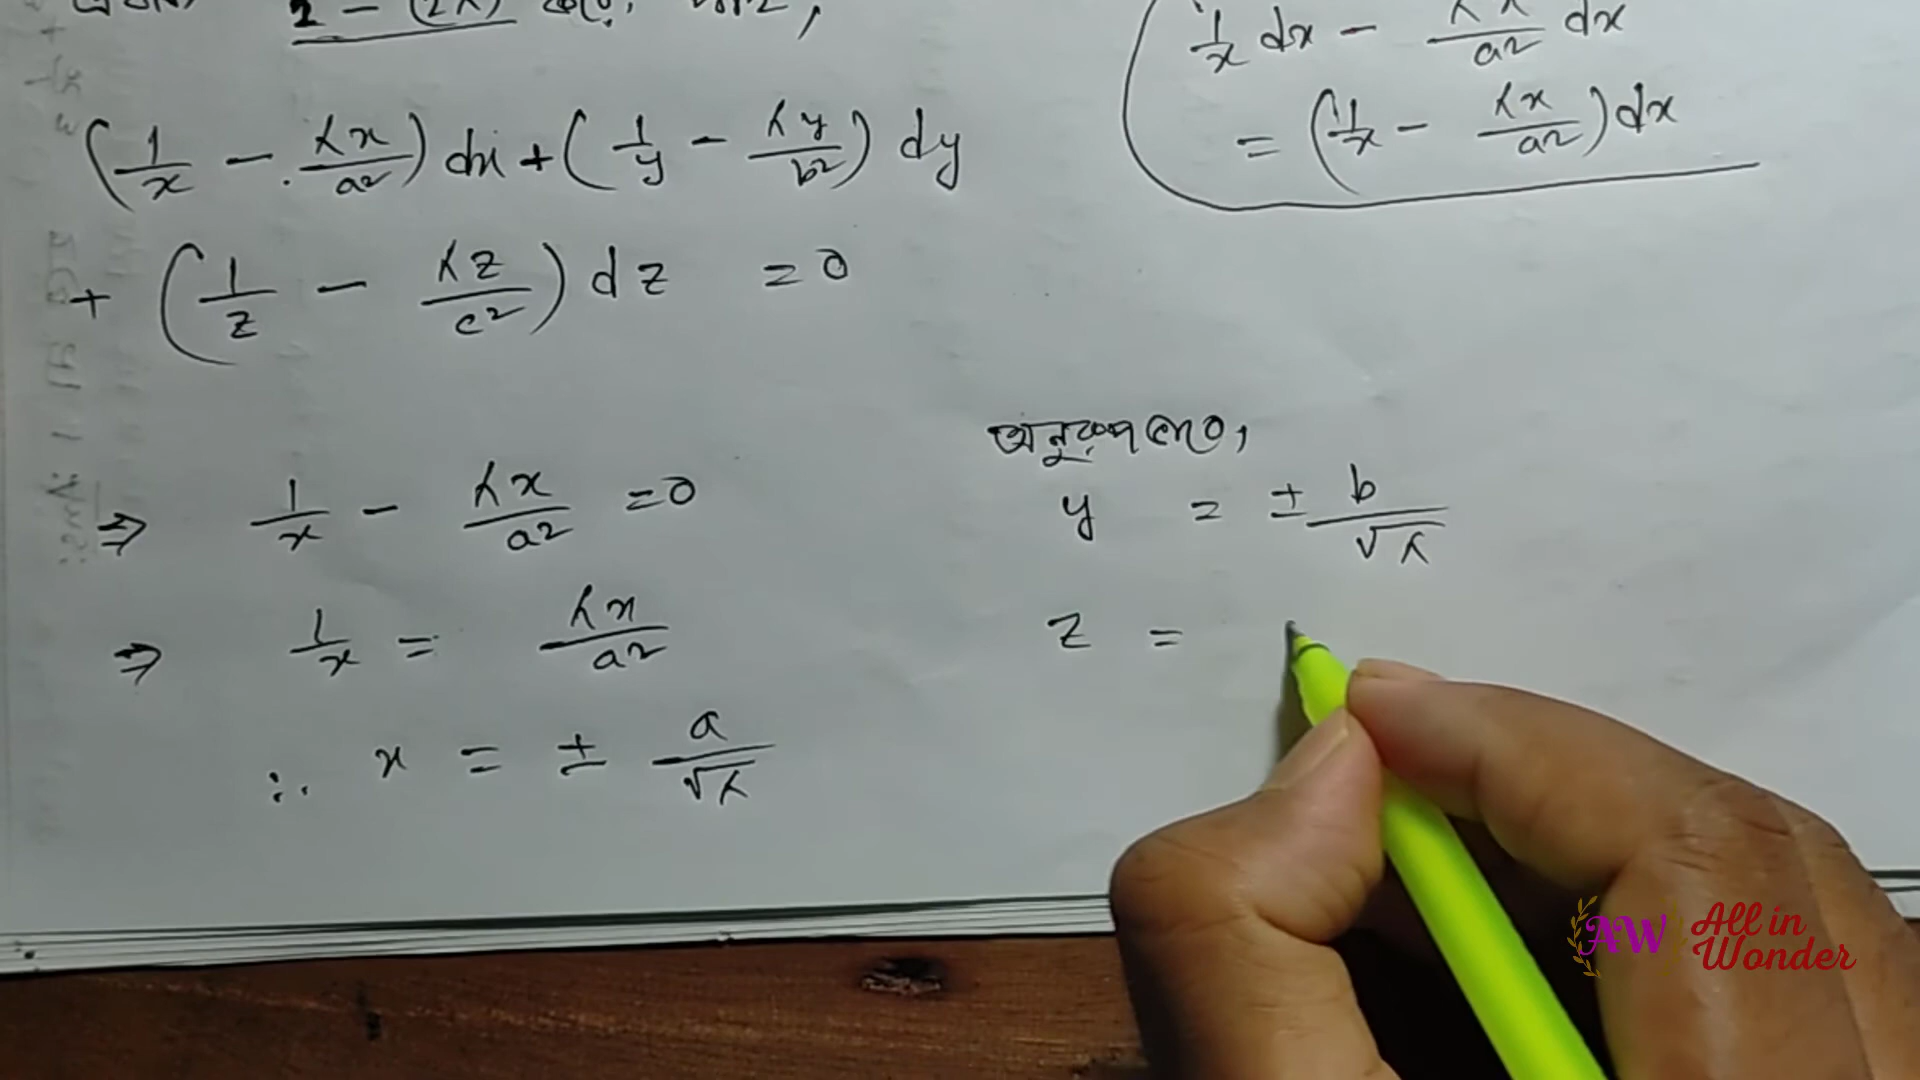 1/x dx − λx/a² dx
= (1/x − λx/a²) dx
(1/x − λx/a²) dx + (1/y − λy/b²) dy
+ (1/z − λz/c²) dz = 0
⇒ 1/x − λx/a² = 0
⇒ 1/x = λx/a²
∴ x = ± a/√λ
অনুরূপভাবে,
y = ± b/√λ
z =
AW All in Wonder